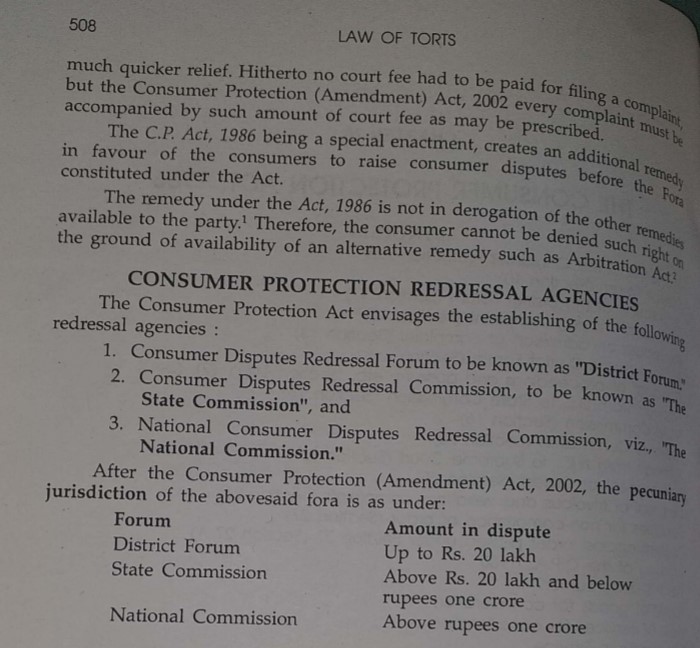 508
LAW OF TORTS
much quicker relief. Hitherto no court fee had to be paid for filing a complaint,
but the Consumer Protection (Amendment) Act, 2002 every complaint must be
accompanied by such amount of court fee as may be prescribed.
The C.P. Act, 1986 being a special enactment, creates an additional remedy
in favour of the consumers to raise consumer disputes before the Fora
constituted under the Act.
The remedy under the Act, 1986 is not in derogation of the other remedies
available to the party.¹ Therefore, the consumer cannot be denied such right on
the ground of availability of an alternative remedy such as Arbitration Act.²
CONSUMER PROTECTION REDRESSAL AGENCIES
The Consumer Protection Act envisages the establishing of the following
redressal agencies :
1. Consumer Disputes Redressal Forum to be known as "District Forum."
2. Consumer Disputes Redressal Commission, to be known as "The
State Commission", and
3. National Consumer Disputes Redressal Commission, viz., "The
National Commission."
After the Consumer Protection (Amendment) Act, 2002, the pecuniary
jurisdiction of the abovesaid fora is as under:
Forum Amount in dispute
District Forum Up to Rs. 20 lakh
State Commission Above Rs. 20 lakh and below
rupees one crore
National Commission Above rupees one crore